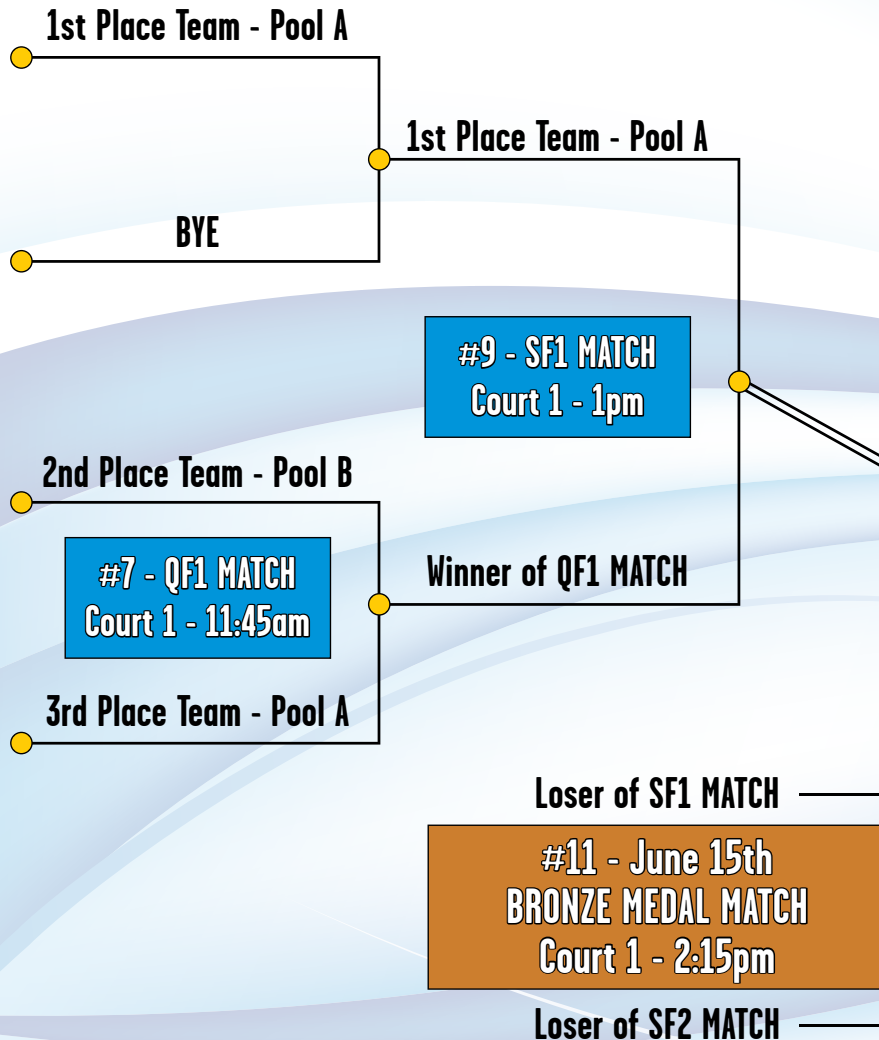 1st Place Team - Pool A
1st Place Team - Pool A
BYE
#9 - SF1 MATCH
Court 1 - 1pm
2nd Place Team - Pool B
#7 - QF1 MATCH
Court 1 - 11:45am
Winner of QF1 MATCH
3rd Place Team - Pool A
Loser of SF1 MATCH
#11 - June 15th
BRONZE MEDAL MATCH
Court 1 - 2:15pm
Loser of SF2 MATCH